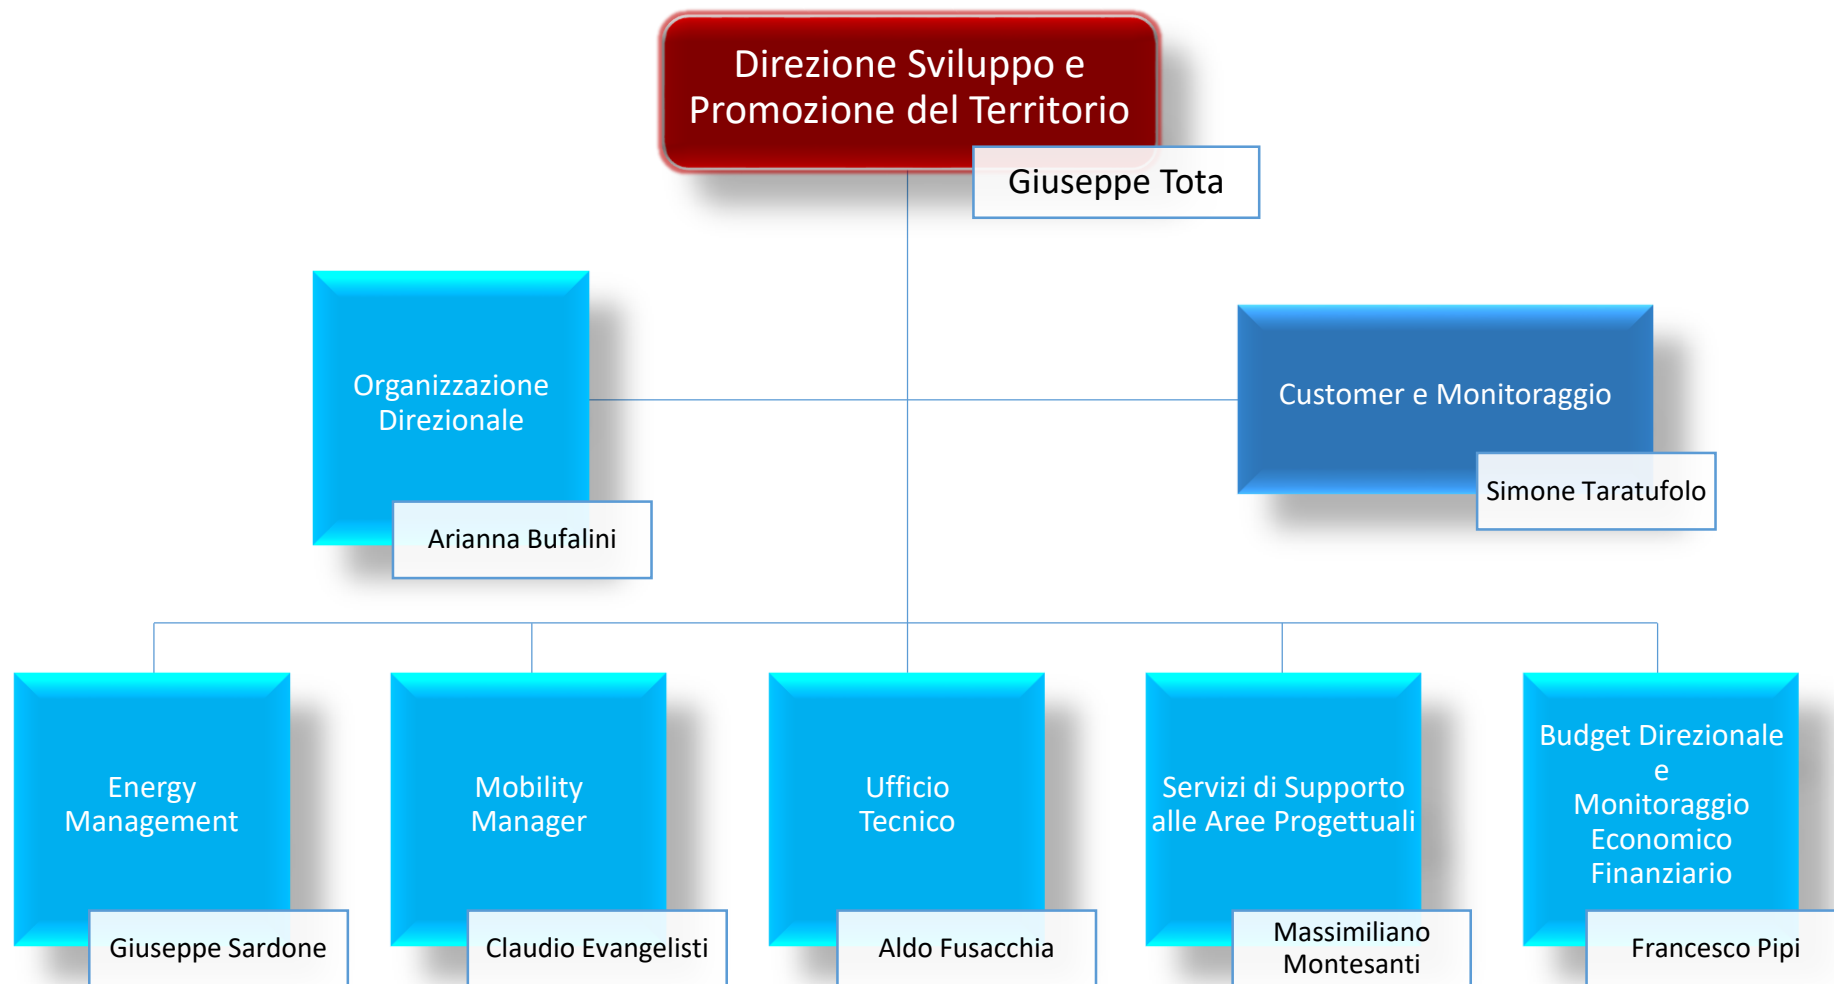 Direzione Sviluppo e
Promozione del Territorio
Giuseppe Tota
Organizzazione
Direzionale
Arianna Bufalini
Customer e Monitoraggio
Simone Taratufolo
Energy
Management
Giuseppe Sardone
Mobility
Manager
Claudio Evangelisti
Ufficio
Tecnico
Aldo Fusacchia
Servizi di Supporto
alle Aree Progettuali
Massimiliano
Montesanti
Budget Direzionale
e
Monitoraggio
Economico
Finanziario
Francesco Pipi